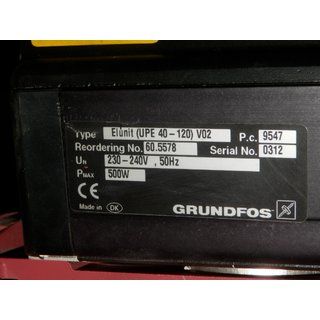 Type Elunit (UPE 40-120) V02 P.c. 9547
Reordering No. 60.5578 Serial No. 0312
UN 230-240V, 50Hz
PMAX 500W
CE
Made in DK GRUNDFOS